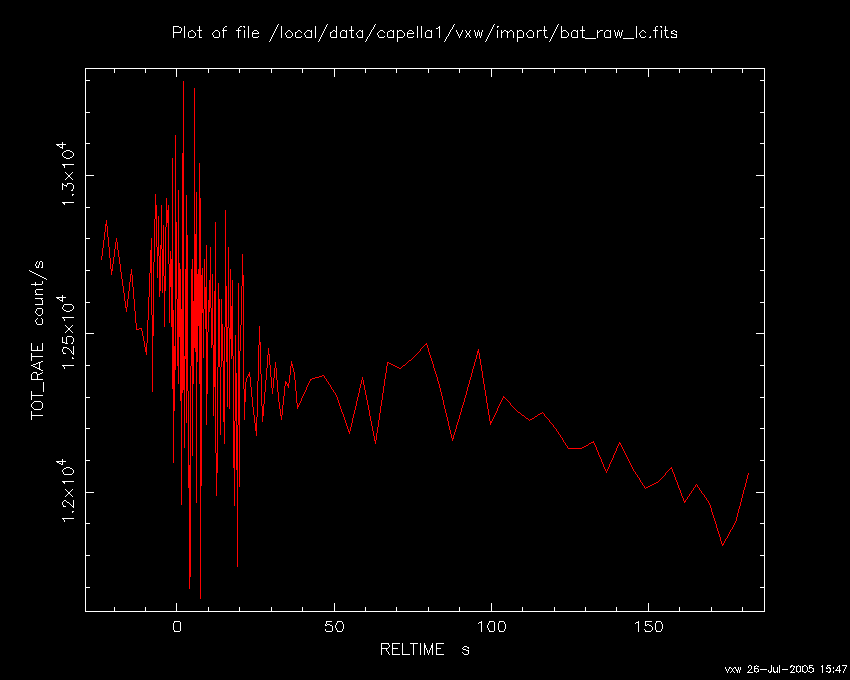 Plot of file /local/data/capella1/vxw/import/bat_raw_lc.fits
1.3×10⁴
1.25×10⁴
1.2×10⁴
TOT_RATE count/s
0 50 100 150
RELTIME s
vxw 26-Jul-2005 15:47